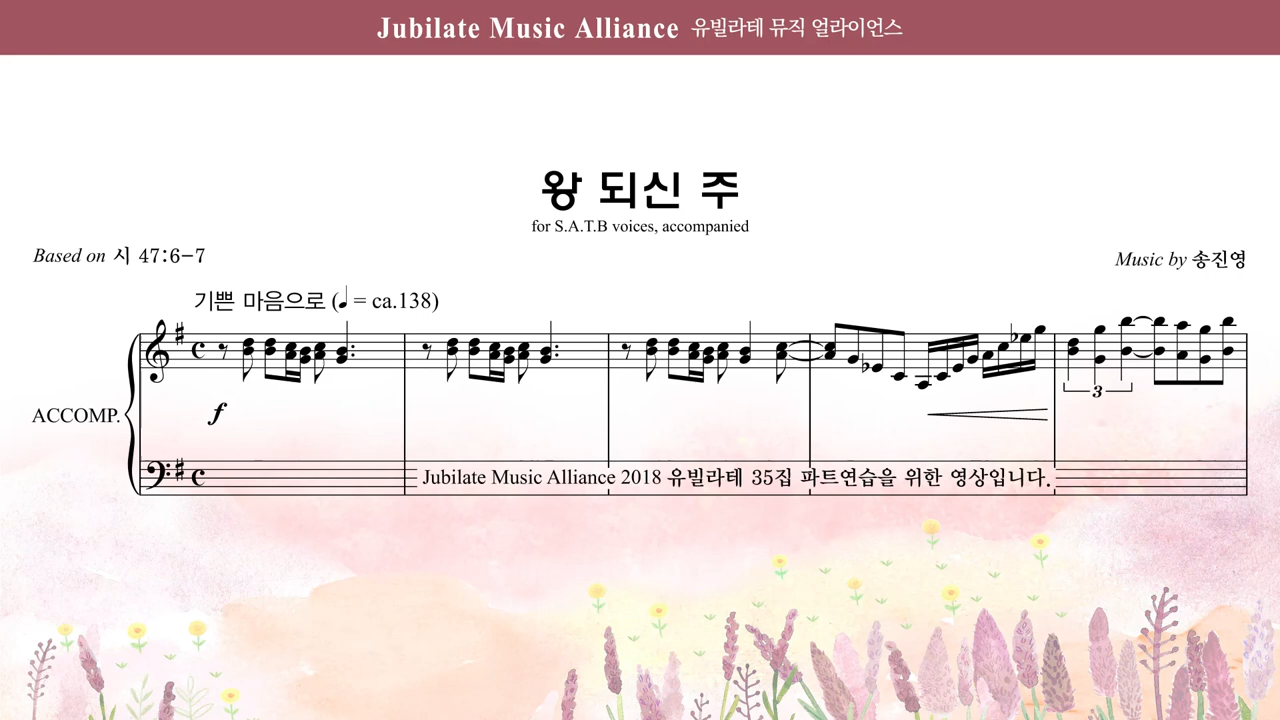 Jubilate Music Alliance 유빌라테 뮤직 얼라이언스
왕 되신 주
for S.A.T.B voices, accompanied
Based on 시 47:6-7
Music by 송진영
기쁜 마음으로 (♩ = ca.138)
3
ACCOMP.
f
Jubilate Music Alliance 2018 유빌라테 35집 파트연습을 위한 영상입니다.